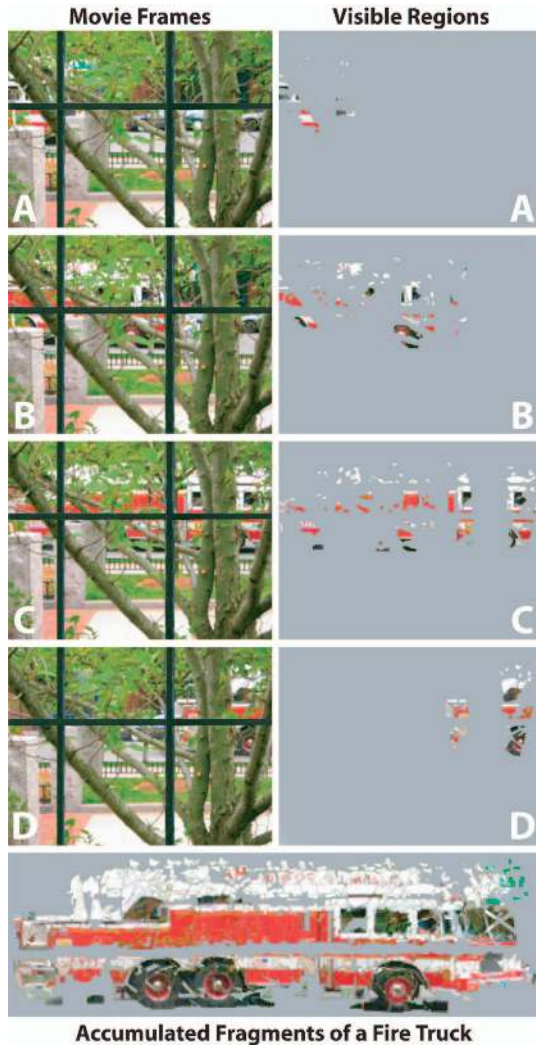 Movie Frames
Visible Regions
A
A
B
B
C
C
D
D
Accumulated Fragments of a Fire Truck